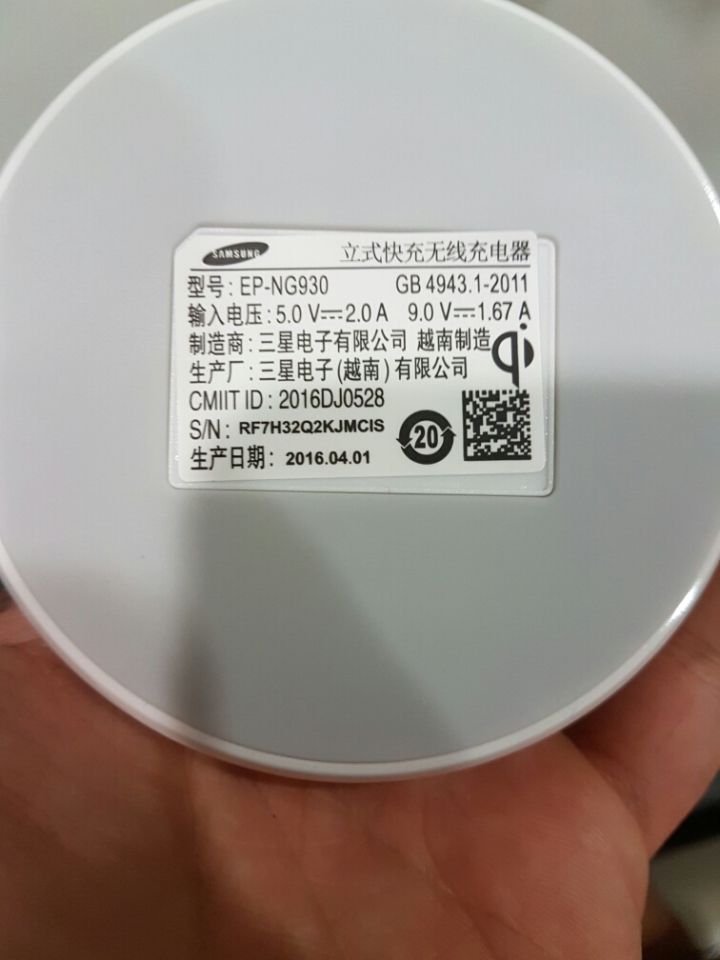 SAMSUNG 立式快充无线充电器
型号: EP-NG930 GB 4943.1-2011
输入电压: 5.0 V⎓2.0 A 9.0 V⎓1.67 A
制造商: 三星电子有限公司 越南制造
生产厂: 三星电子(越南)有限公司
CMIIT ID: 2016DJ0528
S/N: RF7H32Q2KJMCIS
20
生产日期: 2016.04.01